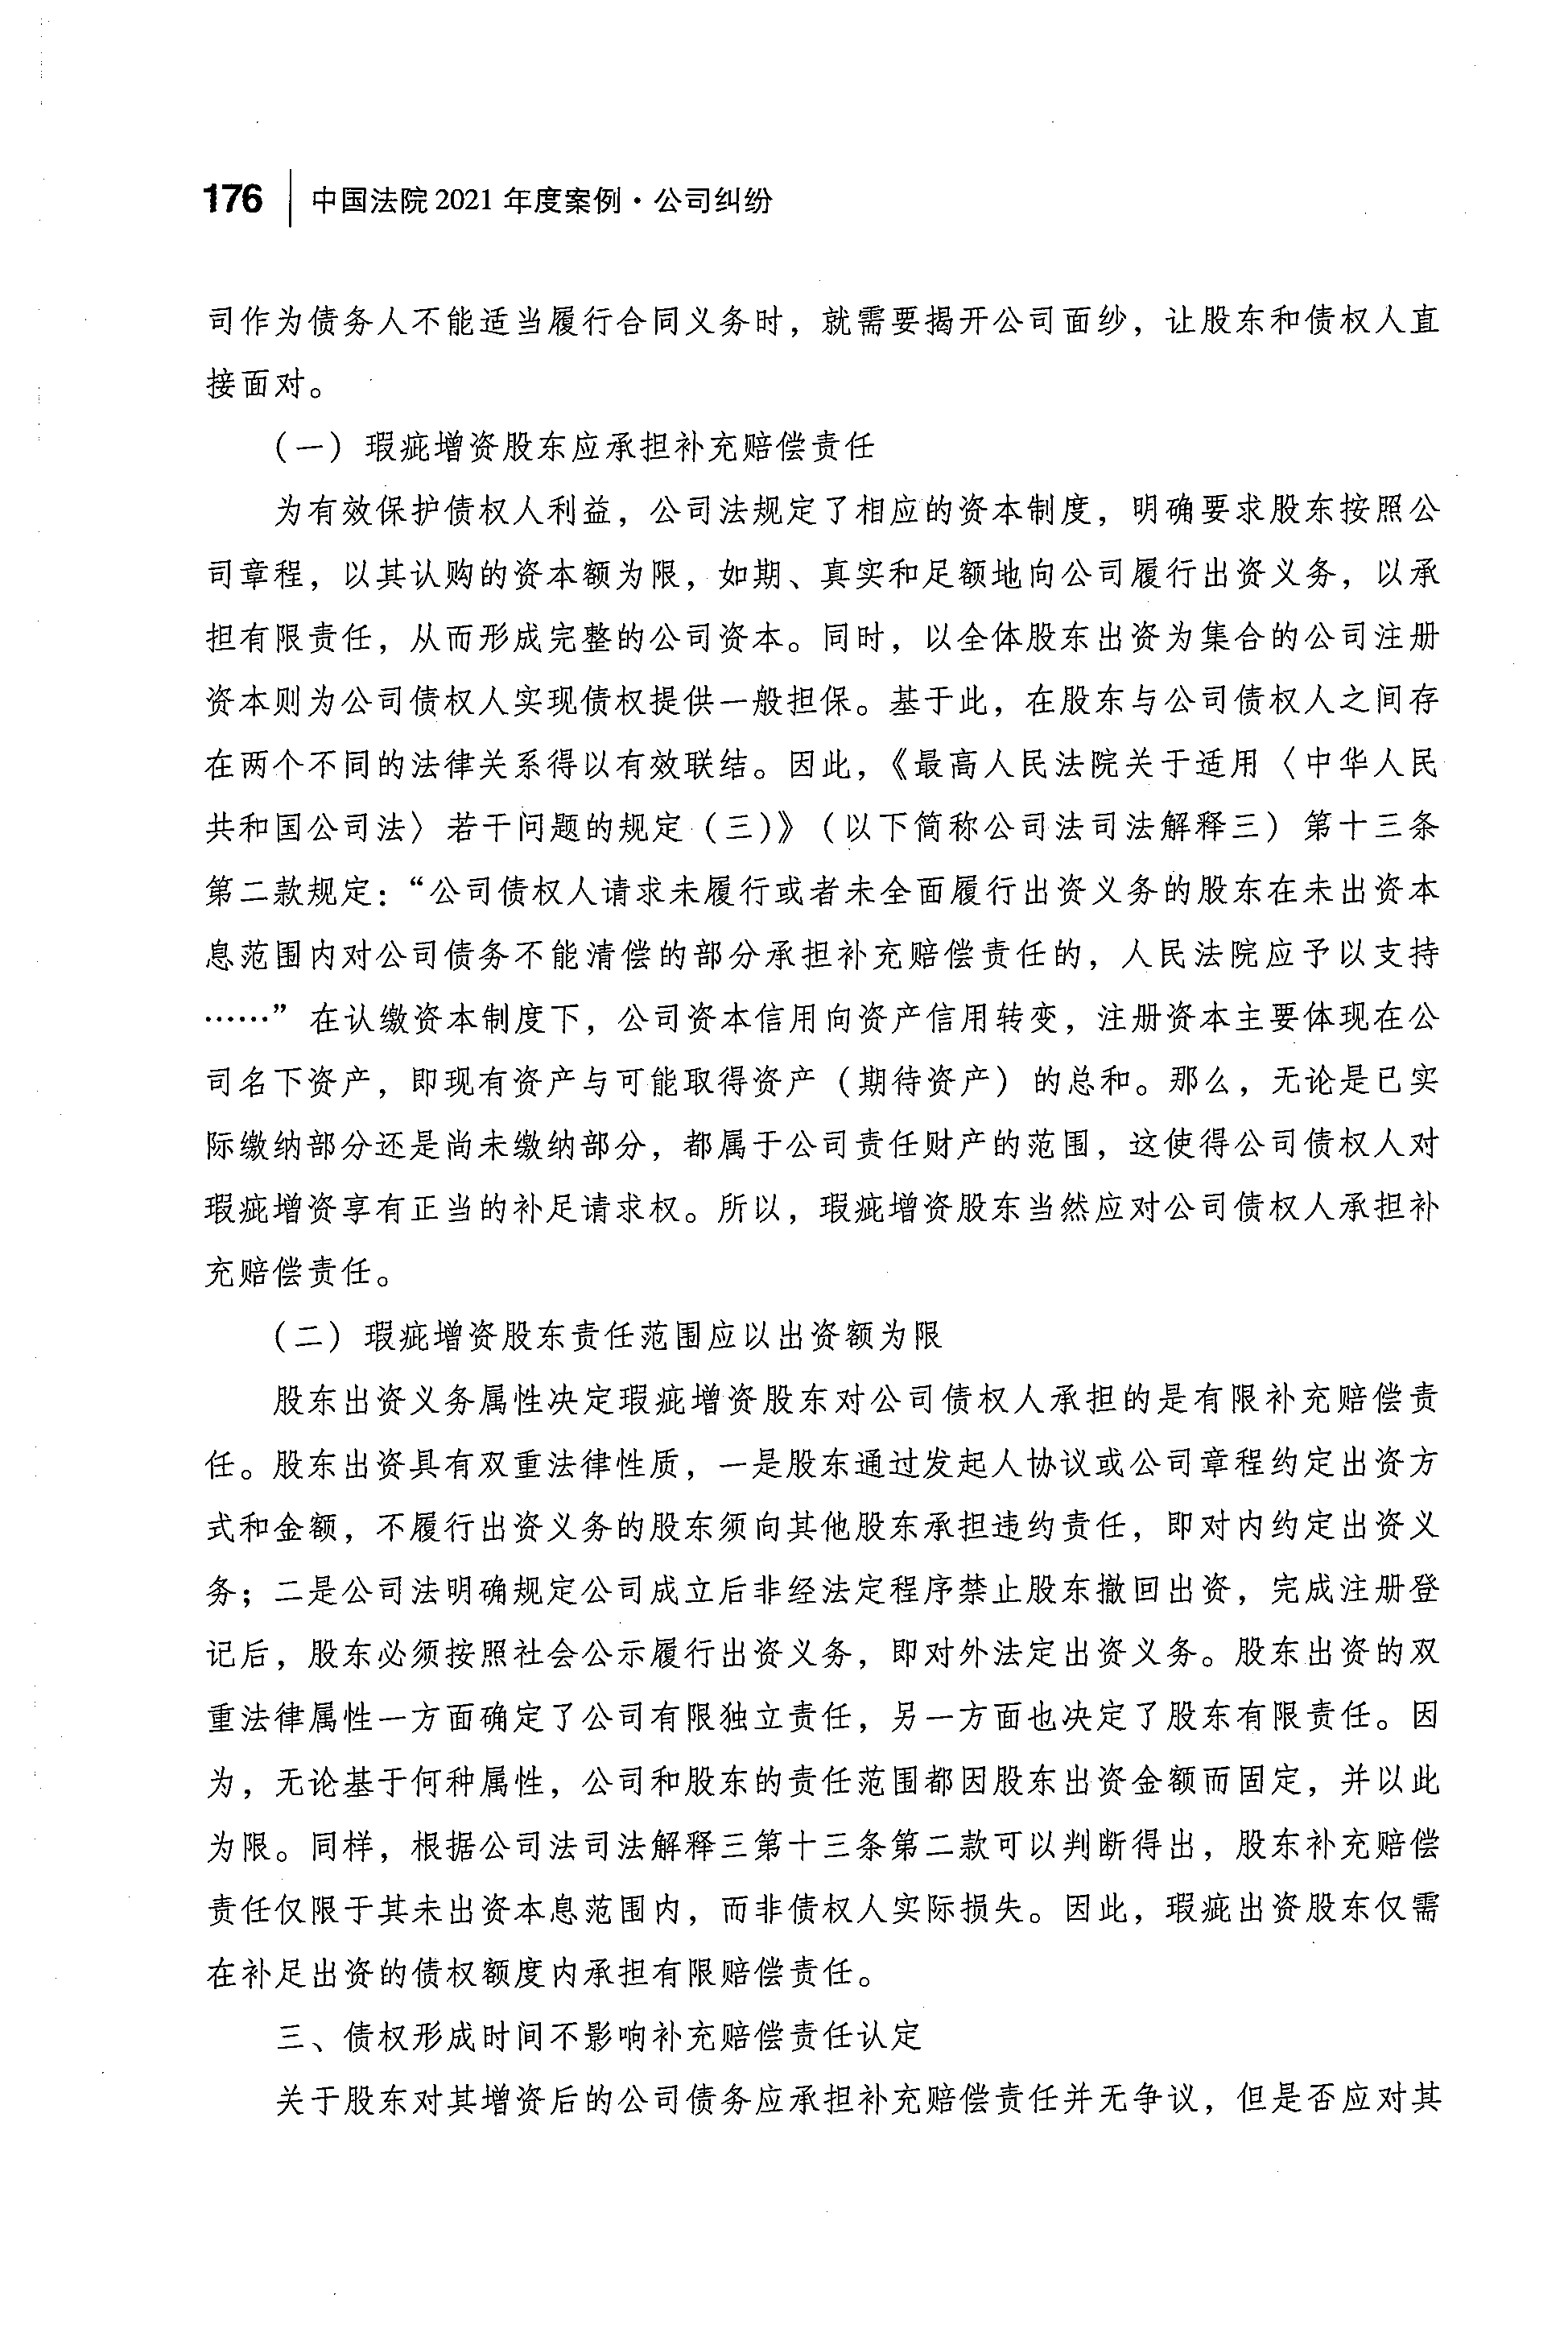 176 中国法院2021年度案例·公司纠纷
司作为债务人不能适当履行合同义务时，就需要揭开公司面纱，让股东和债权人直
接面对。
（一）瑕疵增资股东应承担补充赔偿责任
为有效保护债权人利益，公司法规定了相应的资本制度，明确要求股东按照公
司章程，以其认购的资本额为限，如期、真实和足额地向公司履行出资义务，以承
担有限责任，从而形成完整的公司资本。同时，以全体股东出资为集合的公司注册
资本则为公司债权人实现债权提供一般担保。基于此，在股东与公司债权人之间存
在两个不同的法律关系得以有效联结。因此，《最高人民法院关于适用〈中华人民
共和国公司法〉若干问题的规定（三）》（以下简称公司法司法解释三）第十三条
第二款规定：“公司债权人请求未履行或者未全面履行出资义务的股东在未出资本
息范围内对公司债务不能清偿的部分承担补充赔偿责任的，人民法院应予以支持
……”在认缴资本制度下，公司资本信用向资产信用转变，注册资本主要体现在公
司名下资产，即现有资产与可能取得资产（期待资产）的总和。那么，无论是已实
际缴纳部分还是尚未缴纳部分，都属于公司责任财产的范围，这使得公司债权人对
瑕疵增资享有正当的补足请求权。所以，瑕疵增资股东当然应对公司债权人承担补
充赔偿责任。
（二）瑕疵增资股东责任范围应以出资额为限
股东出资义务属性决定瑕疵增资股东对公司债权人承担的是有限补充赔偿责
任。股东出资具有双重法律性质，一是股东通过发起人协议或公司章程约定出资方
式和金额，不履行出资义务的股东须向其他股东承担违约责任，即对内约定出资义
务；二是公司法明确规定公司成立后非经法定程序禁止股东撤回出资，完成注册登
记后，股东必须按照社会公示履行出资义务，即对外法定出资义务。股东出资的双
重法律属性一方面确定了公司有限独立责任，另一方面也决定了股东有限责任。因
为，无论基于何种属性，公司和股东的责任范围都因股东出资金额而固定，并以此
为限。同样，根据公司法司法解释三第十三条第二款可以判断得出，股东补充赔偿
责任仅限于其未出资本息范围内，而非债权人实际损失。因此，瑕疵出资股东仅需
在补足出资的债权额度内承担有限赔偿责任。
三、债权形成时间不影响补充赔偿责任认定
关于股东对其增资后的公司债务应承担补充赔偿责任并无争议，但是否应对其